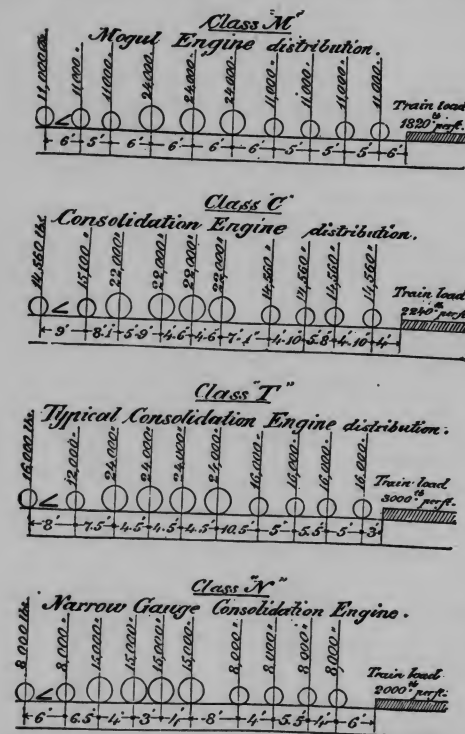 Class "M"
Mogul Engine distribution.
11,000 lbs. 11,000" 11,000" 24,000" 24,000" 24,000" 11,000" 11,000" 11,000" 11,000"
Train load
1820 lb per ft.
6' 5' 6' 6' 6' 6' 5' 5' 5' 6'
Class "C"
Consolidation Engine distribution.
14,560 lbs. 15,100" 22,000" 22,000" 22,000" 22,000" 14,560" 14,560" 14,560" 14,560"
Train load
2240 lb per ft.
9' 8'.1" 5'.9" 4'.6" 4'.6" 7'.1" 4'.10" 5'.8" 4'.10" 4'
Class "T"
Typical Consolidation Engine distribution.
16,000 lbs. 12,000" 24,000" 24,000" 24,000" 24,000" 16,000" 16,000" 16,000" 16,000"
Train load
3000 lb per ft.
8' 7.5' 4.5' 4.5' 4.5' 10.5' 5' 5.5' 5' 3'
Class "N"
Narrow Gauge Consolidation Engine.
8,000 lbs. 8,000" 15,000" 15,000" 15,000" 15,000" 8,000" 8,000" 8,000" 8,000"
Train load
2000 lb per ft.
6' 6.5' 4' 3' 4' 8' 4' 5.5' 4' 6'